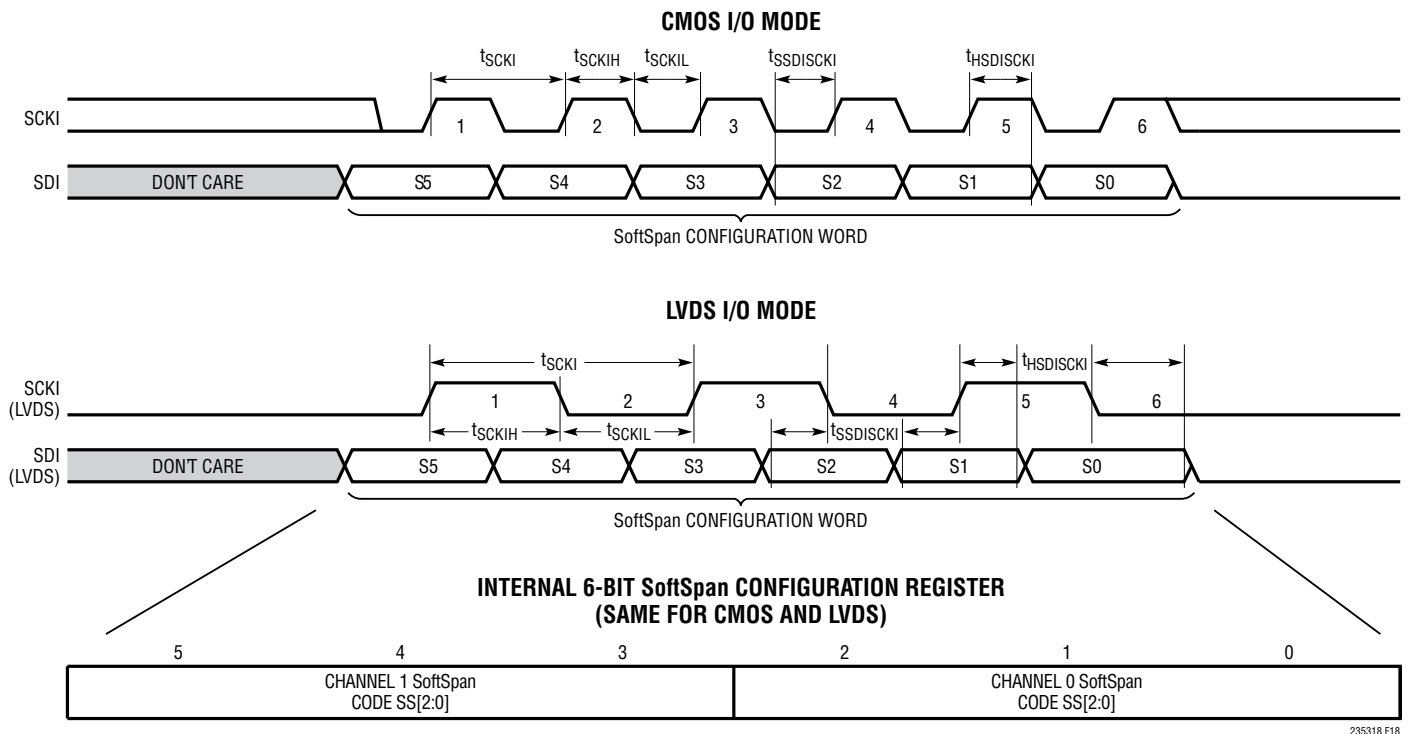 CMOS I/O MODE
tSCKI tSCKIH tSCKIL tSSDISCKI tHSDISCKI
SCKI 1 2 3 4 5 6
SDI DON'T CARE S5 S4 S3 S2 S1 S0
SoftSpan CONFIGURATION WORD
LVDS I/O MODE
tSCKI tHSDISCKI
SCKI
(LVDS)
1 2 3 4 5 6
tSCKIH tSCKIL tSSDISCKI
SDI
(LVDS)
DON'T CARE S5 S4 S3 S2 S1 S0
SoftSpan CONFIGURATION WORD
INTERNAL 6-BIT SoftSpan CONFIGURATION REGISTER
(SAME FOR CMOS AND LVDS)
5 4 3 2 1 0
CHANNEL 1 SoftSpan
CODE SS[2:0]
CHANNEL 0 SoftSpan
CODE SS[2:0]
235318 F18